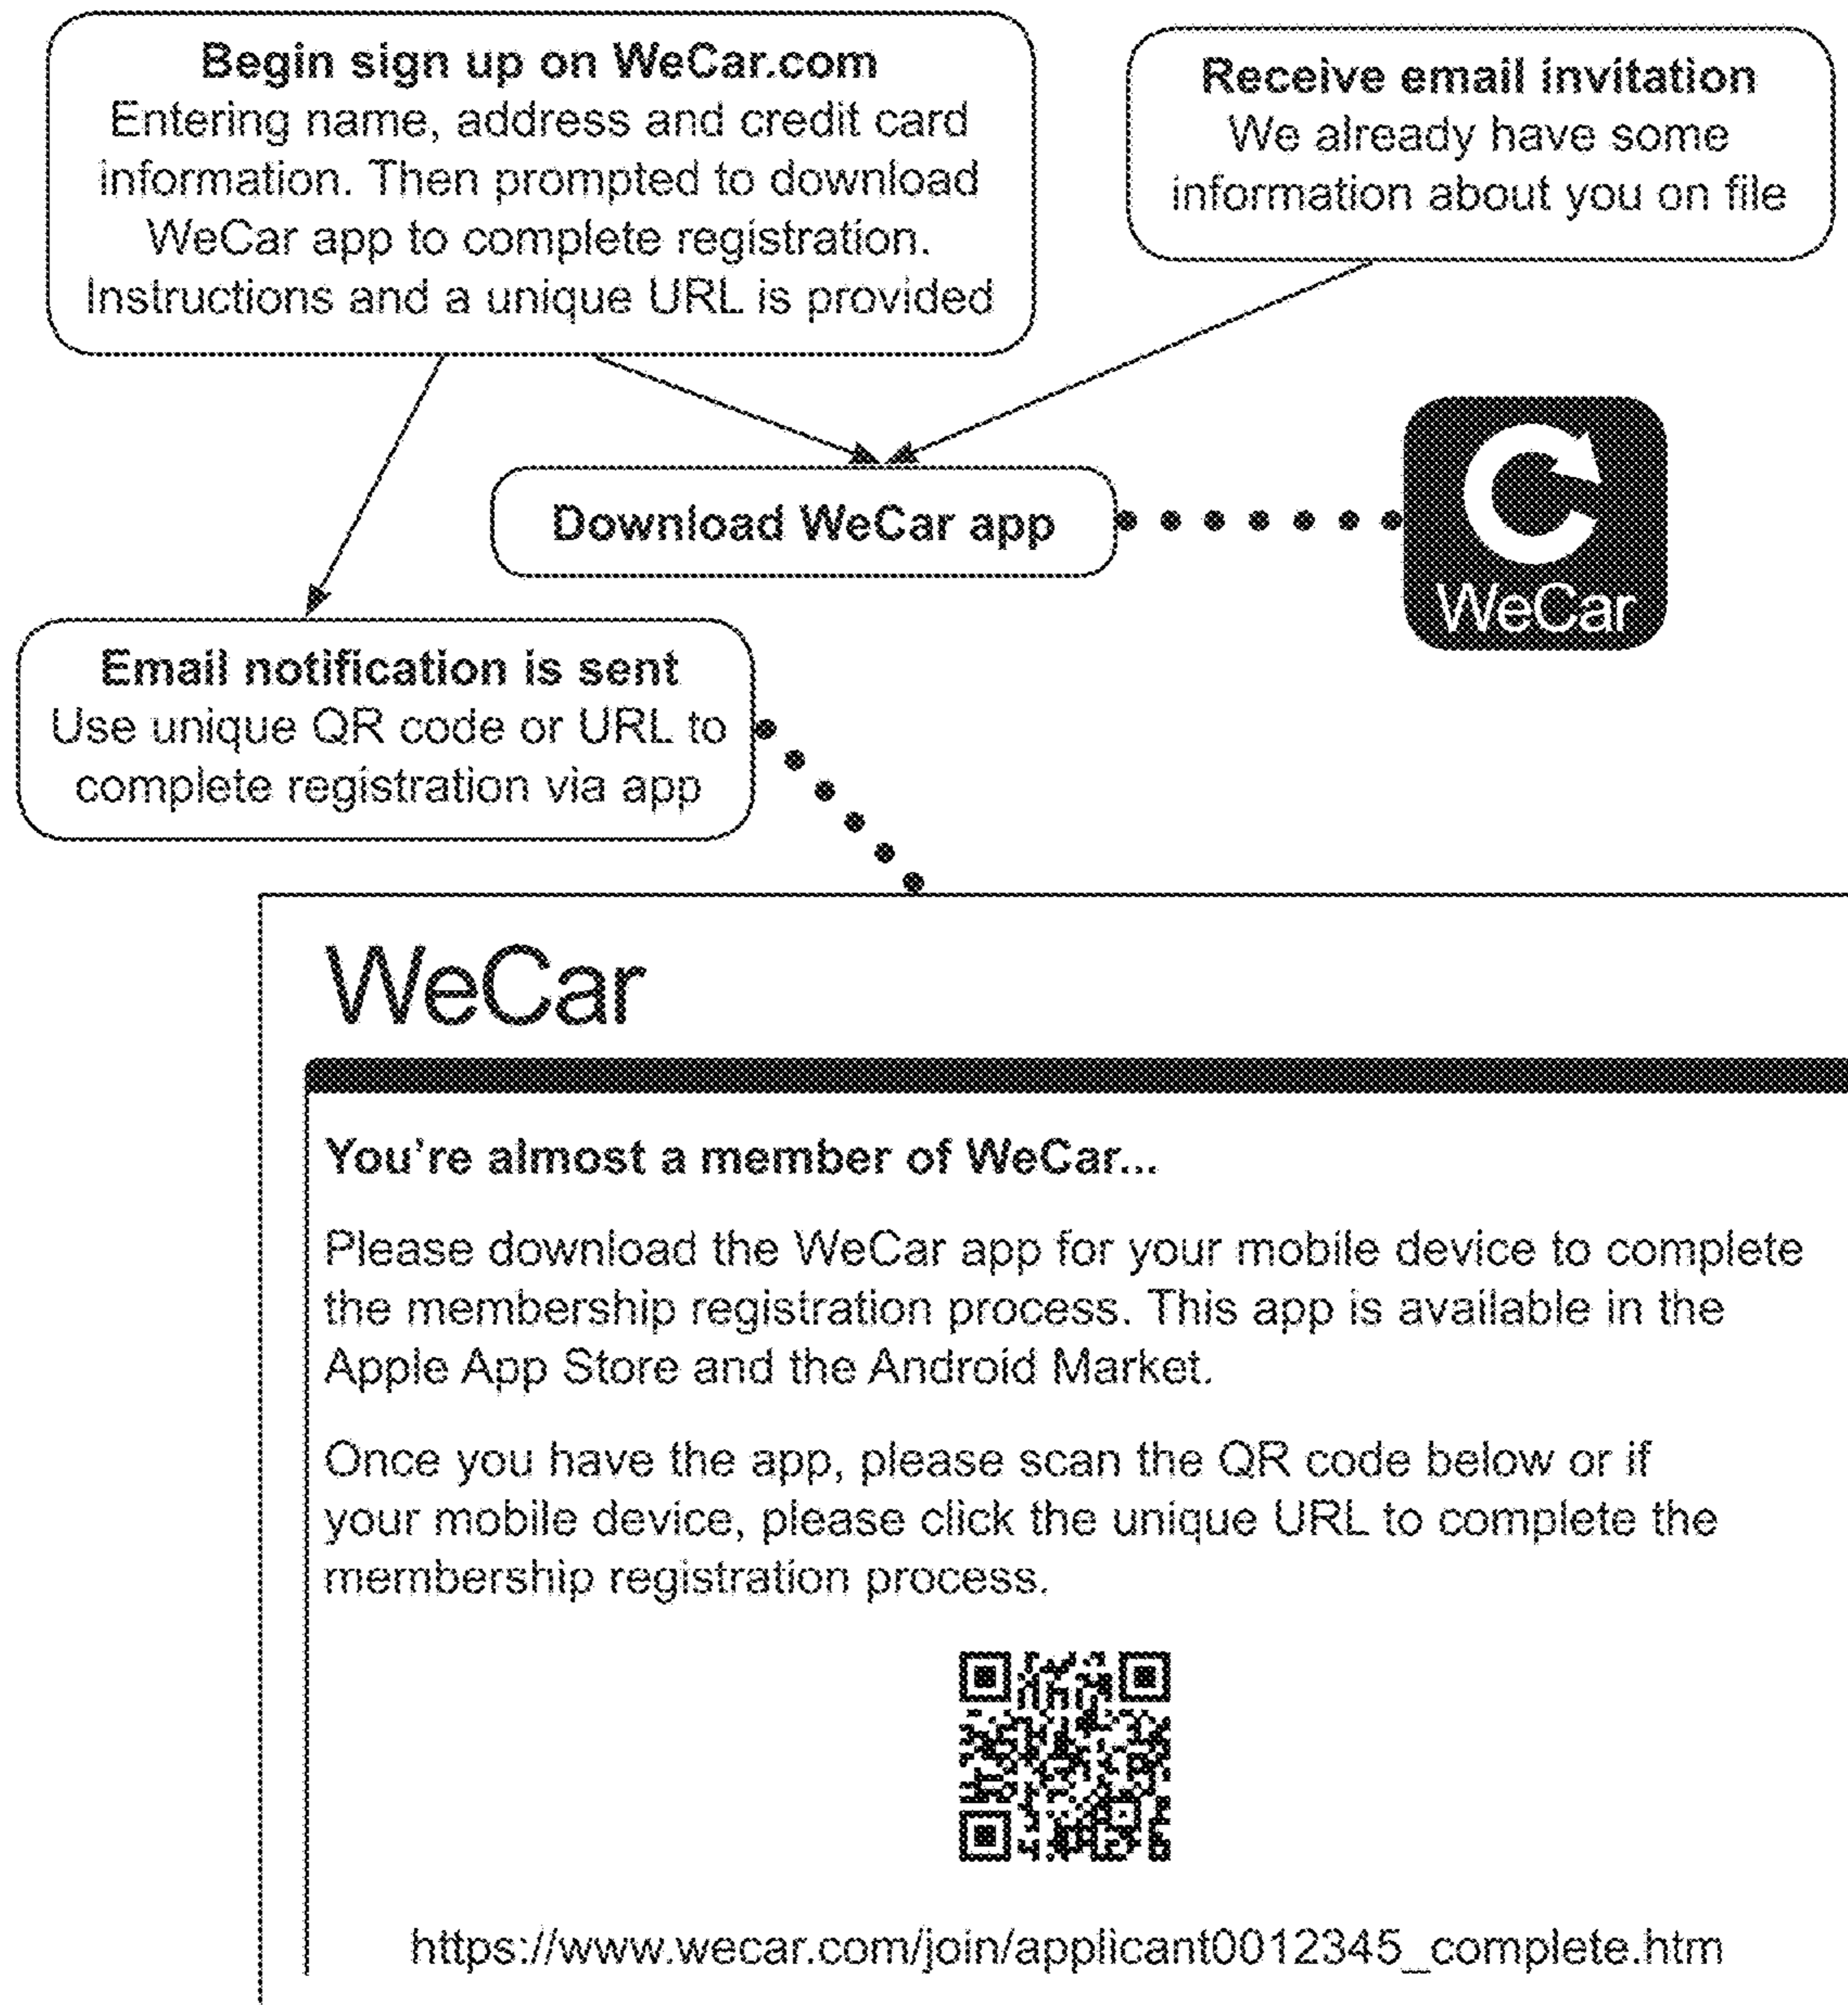 Begin sign up on WeCar.com
Entering name, address and credit card
information. Then prompted to download
WeCar app to complete registration.
Instructions and a unique URL is provided
Receive email invitation
We already have some
information about you on file
Download WeCar app
WeCar
Email notification is sent
Use unique QR code or URL to
complete registration via app
WeCar
You're almost a member of WeCar...
Please download the WeCar app for your mobile device to complete
the membership registration process. This app is available in the
Apple App Store and the Android Market.
Once you have the app, please scan the QR code below or if
your mobile device, please click the unique URL to complete the
membership registration process.
https://www.wecar.com/join/applicant0012345_complete.htm